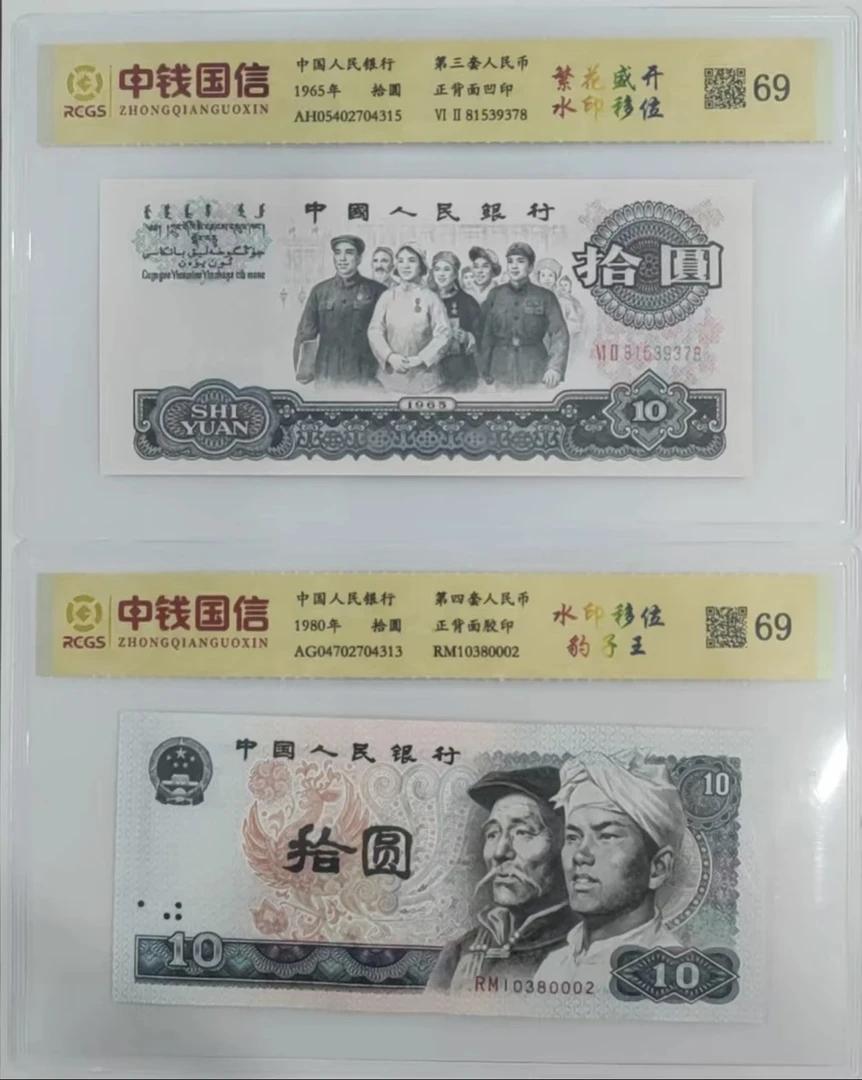 中钱国信
RCGS ZHONGQIANGUOXIN
中国人民银行 第三套人民币
1965年 拾圆 正背面凹印
AH05402704315 VI II 81539378
繁花盛开
水印移位
69
中國人民銀行
拾圓
VI II 81539378
1965
SHI YUAN
10
中钱国信
RCGS ZHONGQIANGUOXIN
中国人民银行 第四套人民币
1980年 拾圆 正背面胶印
AG04702704313 RM10380002
水印移位
豹子王
69
中国人民银行
10
拾圆
10
RM10380002
10